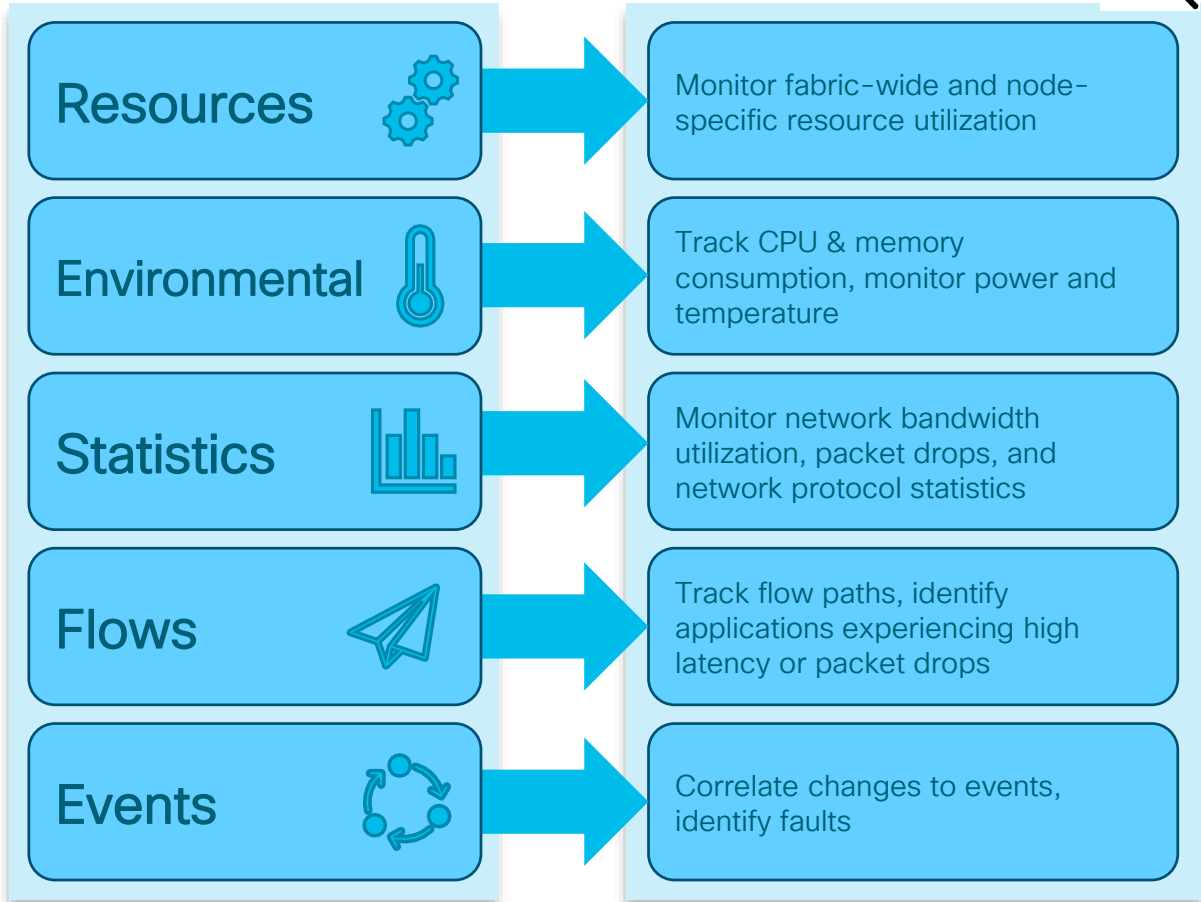 Resources
Monitor fabric-wide and node-
specific resource utilization
Environmental
Track CPU & memory
consumption, monitor power and
temperature
Statistics
Monitor network bandwidth
utilization, packet drops, and
network protocol statistics
Flows
Track flow paths, identify
applications experiencing high
latency or packet drops
Events
Correlate changes to events,
identify faults